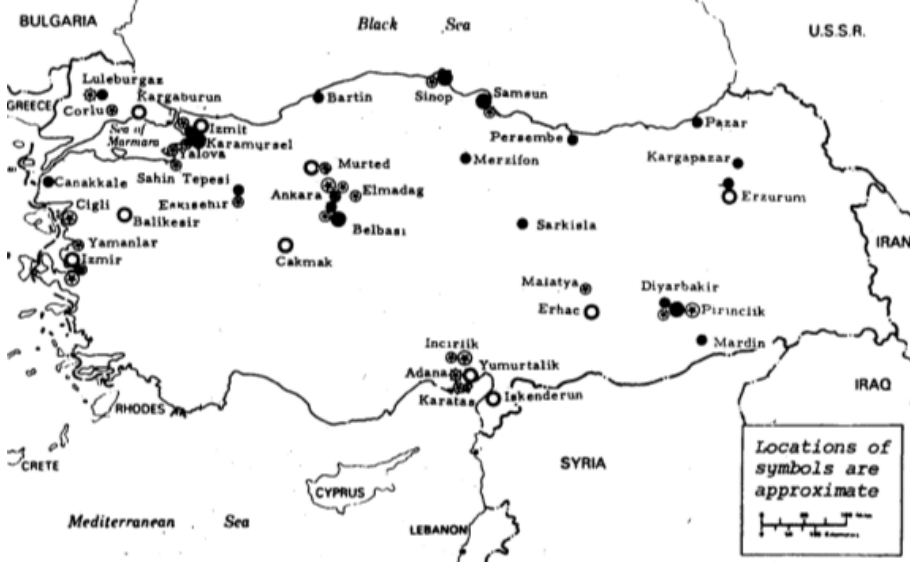 BULGARIA
Black Sea
U.S.S.R.
Luleburgaz
GREECE
Corlu
Kargaburun
Sea of
Marmara
Izmit
Karamursel
Yalova
Sahin Tepesi
Bartin
Sinop
Samsun
Persembe
Pazar
Merzifon
Kargapazar
Erzurum
Canakkale
Cigli
Balikesir
Eskisehir
Murted
Ankara
Elmadag
Belbasi
Cakmak
Sarkisla
IRAN
Yamanlar
Izmir
Malatya
Erhac
Diyarbakir
Pirinclik
Mardin
Incirlik
Adana
Yumurtalik
Karatas
Iskenderun
RHODES
CRETE
CYPRUS
SYRIA
IRAQ
LEBANON
Mediterranean Sea
Locations of
symbols are
approximate